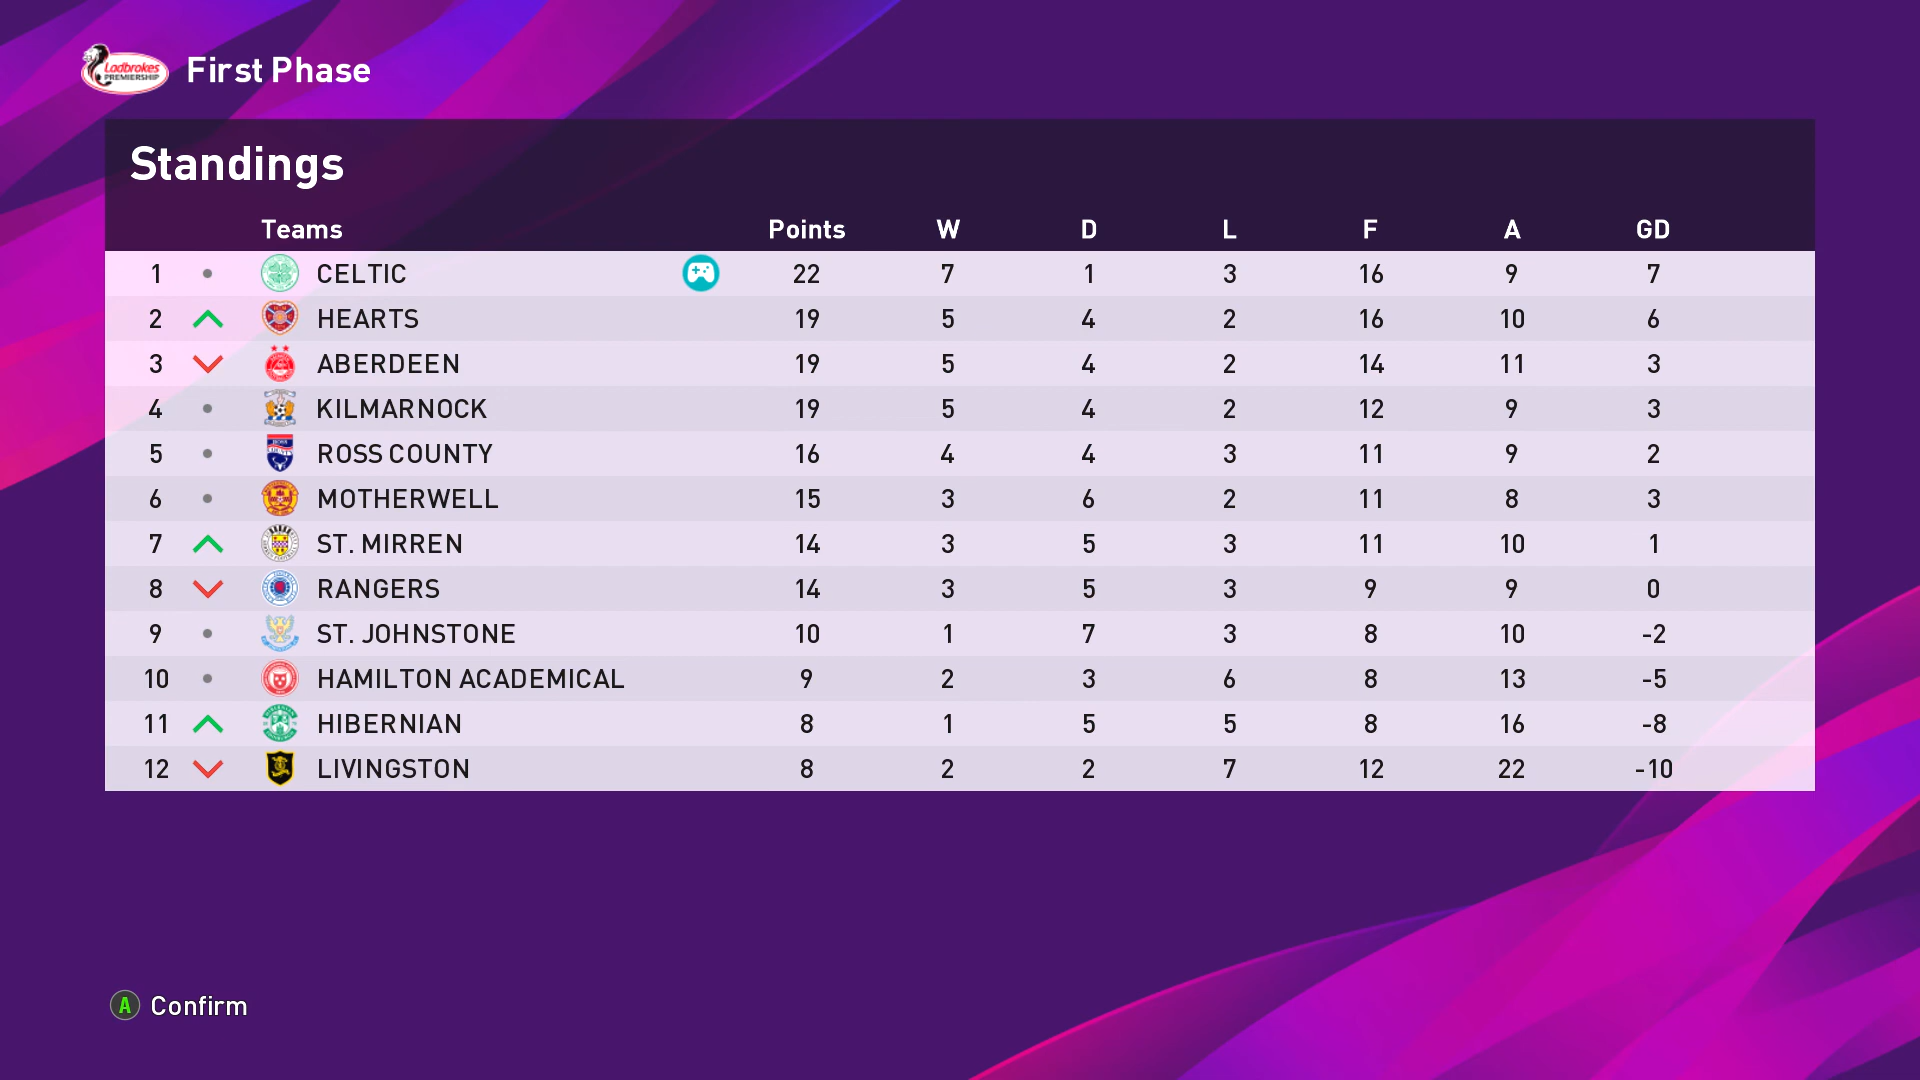 Ladbrokes
PREMIERSHIP
First Phase
Standings
Teams Points W D L F A GD
1 CELTIC 22 7 1 3 16 9 7
2 HEARTS 19 5 4 2 16 10 6
3 ABERDEEN 19 5 4 2 14 11 3
4 KILMARNOCK 19 5 4 2 12 9 3
5 ROSS COUNTY 16 4 4 3 11 9 2
6 MOTHERWELL 15 3 6 2 11 8 3
7 ST. MIRREN 14 3 5 3 11 10 1
8 RANGERS 14 3 5 3 9 9 0
9 ST. JOHNSTONE 10 1 7 3 8 10 -2
10 HAMILTON ACADEMICAL 9 2 3 6 8 13 -5
11 HIBERNIAN 8 1 5 5 8 16 -8
12 LIVINGSTON 8 2 2 7 12 22 -10
A Confirm